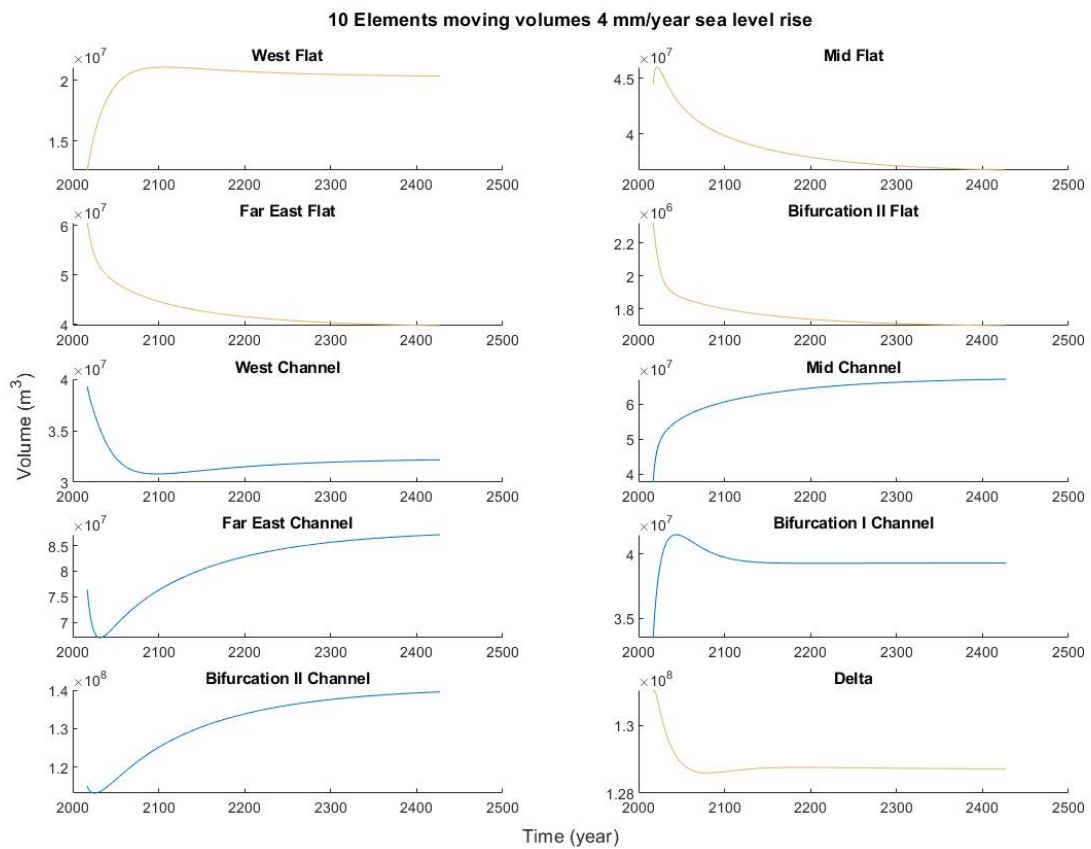 10 Elements moving volumes 4 mm/year sea level rise
×10^7
West Flat
2
1.5
2000 2100 2200 2300 2400 2500
×10^7
Mid Flat
4.5
4
2000 2100 2200 2300 2400 2500
×10^7
Far East Flat
6
5
4
2000 2100 2200 2300 2400 2500
×10^6
Bifurcation II Flat
2.2
2
1.8
2000 2100 2200 2300 2400 2500
×10^7
West Channel
4
3.5
3
2000 2100 2200 2300 2400 2500
×10^7
Mid Channel
6
5
4
2000 2100 2200 2300 2400 2500
×10^7
Far East Channel
8.5
8
7.5
7
2000 2100 2200 2300 2400 2500
×10^7
Bifurcation I Channel
4
3.5
2000 2100 2200 2300 2400 2500
×10^8
Bifurcation II Channel
1.4
1.3
1.2
2000 2100 2200 2300 2400 2500
×10^8
Delta
1.3
1.28
2000 2100 2200 2300 2400 2500
Volume (m^3)
Time (year)